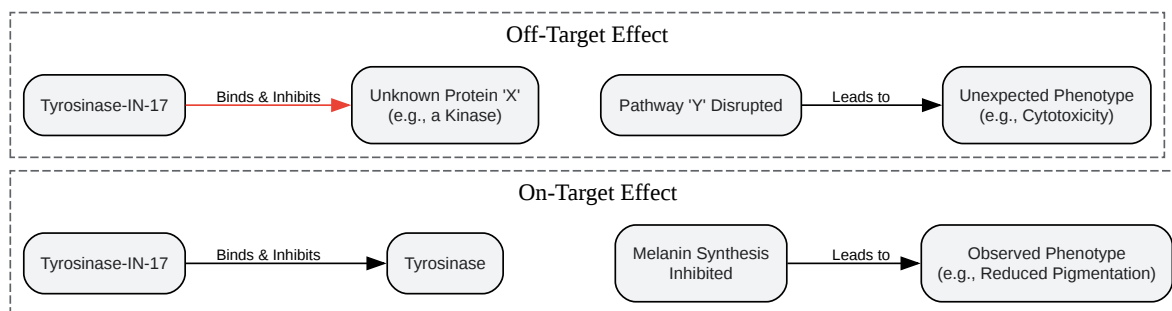 Off-Target Effect
Tyrosinase-IN-17
Binds & Inhibits
Unknown Protein 'X'
(e.g., a Kinase)
Pathway 'Y' Disrupted
Leads to
Unexpected Phenotype
(e.g., Cytotoxicity)
On-Target Effect
Tyrosinase-IN-17
Binds & Inhibits
Tyrosinase
Melanin Synthesis
Inhibited
Leads to
Observed Phenotype
(e.g., Reduced Pigmentation)